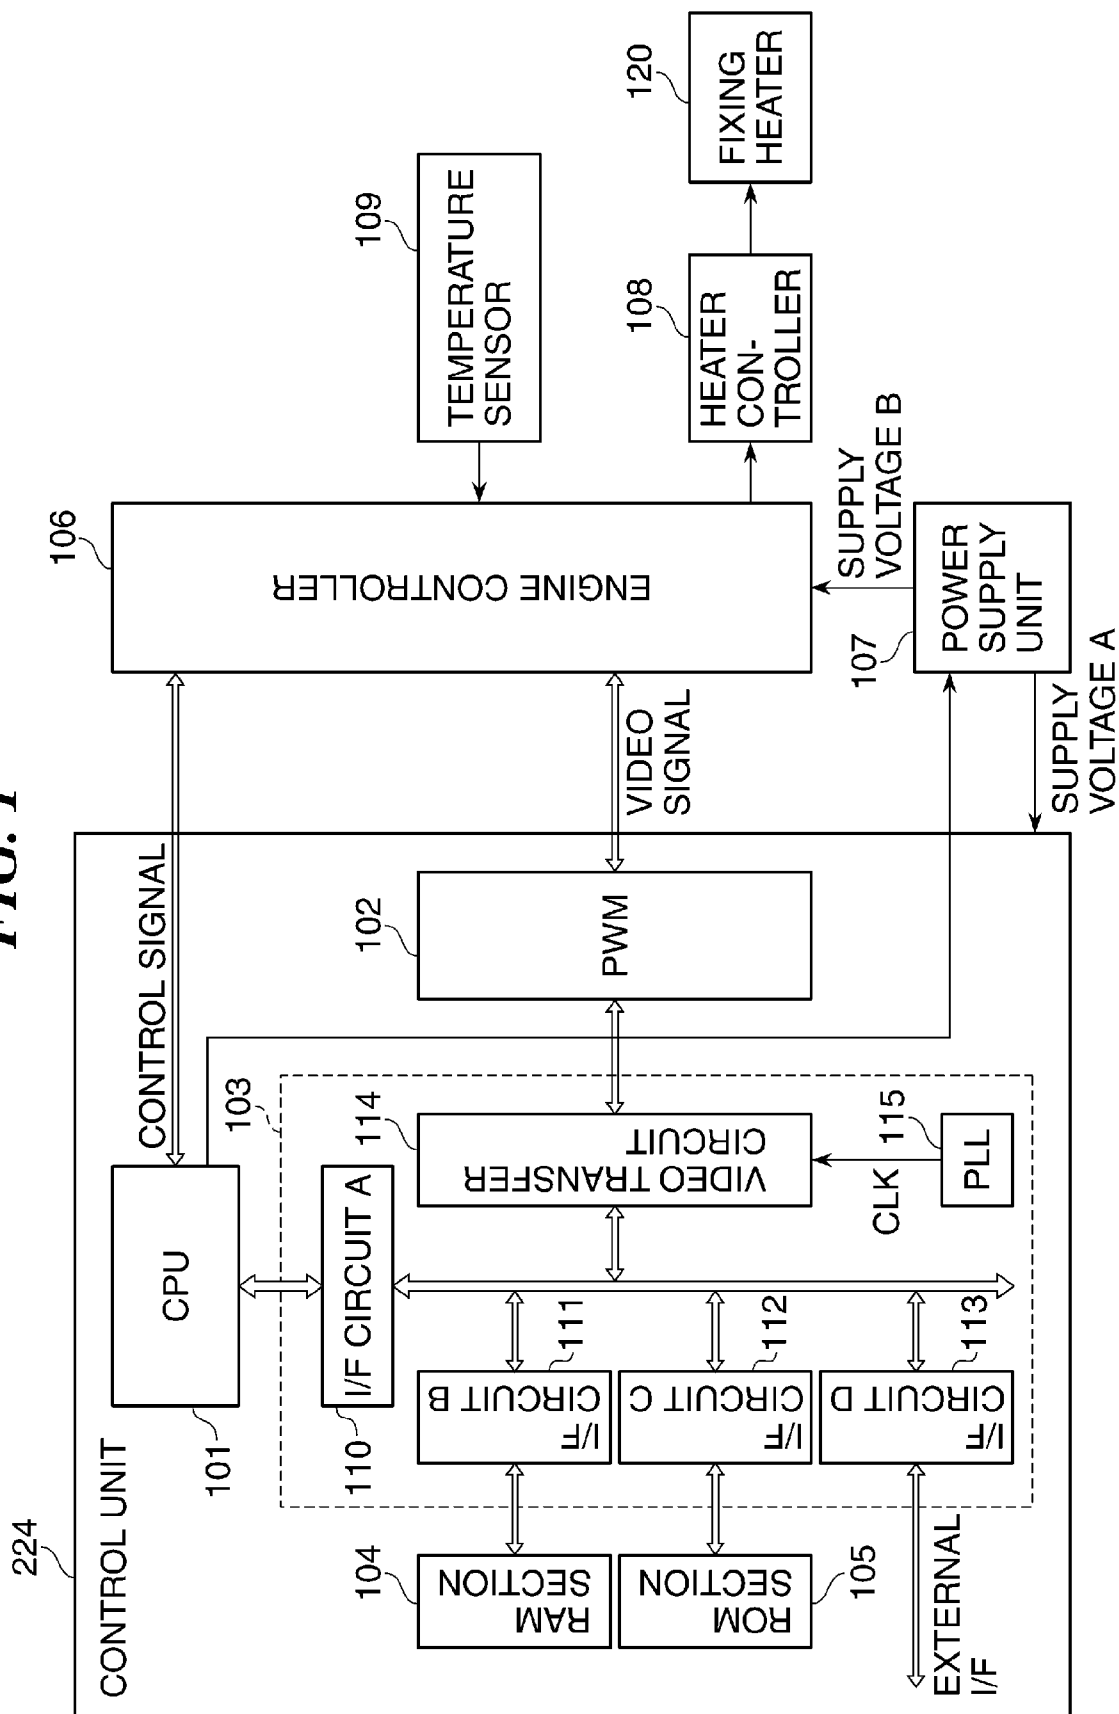 FIG. 1
224
CONTROL UNIT
101
CPU
CONTROL SIGNAL
106
ENGINE CONTROLLER
109
TEMPERATURE
SENSOR
108
HEATER
CON-
TROLLER
120
FIXING
HEATER
103
110
I/F CIRCUIT A
114
VIDEO TRANSFER
CIRCUIT
102
PWM
VIDEO
SIGNAL
104
RAM
SECTION
I/F
CIRCUIT B
111
ROM
SECTION
105
I/F
CIRCUIT C
112
I/F
CIRCUIT D
113
EXTERNAL
I/F
CLK
115
PLL
107
POWER
SUPPLY
UNIT
SUPPLY
VOLTAGE B
SUPPLY
VOLTAGE A